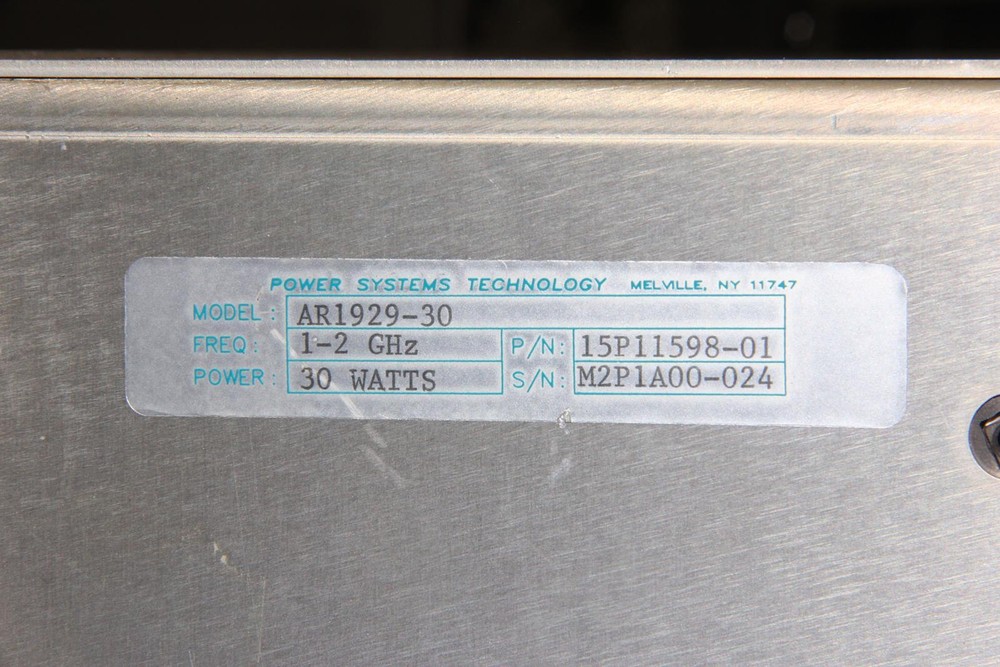 POWER SYSTEMS TECHNOLOGY MELVILLE, NY 11747
MODEL: AR1929-30
FREQ: 1-2 GHz P/N: 15P11598-01
POWER: 30 WATTS S/N: M2P1A00-024